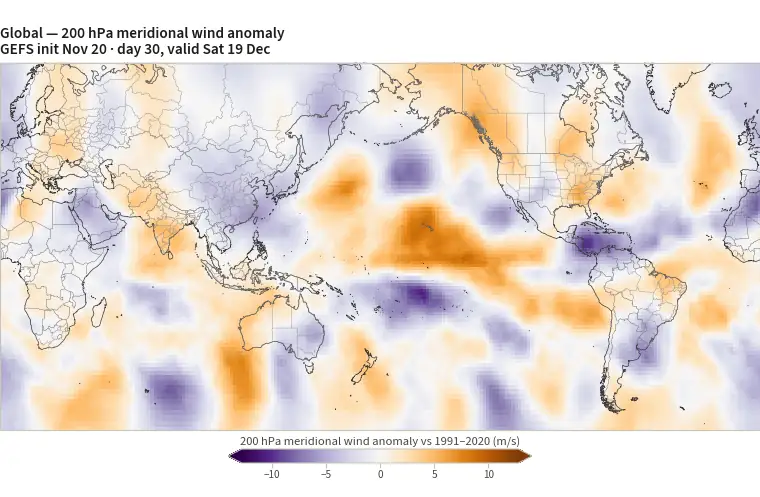 Global — 200 hPa meridional wind anomaly
GEFS init Nov 20 · day 30, valid Sat 19 Dec
200 hPa meridional wind anomaly vs 1991–2020 (m/s)
−10 −5 0 5 10